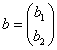 b = (b₁
b₂)